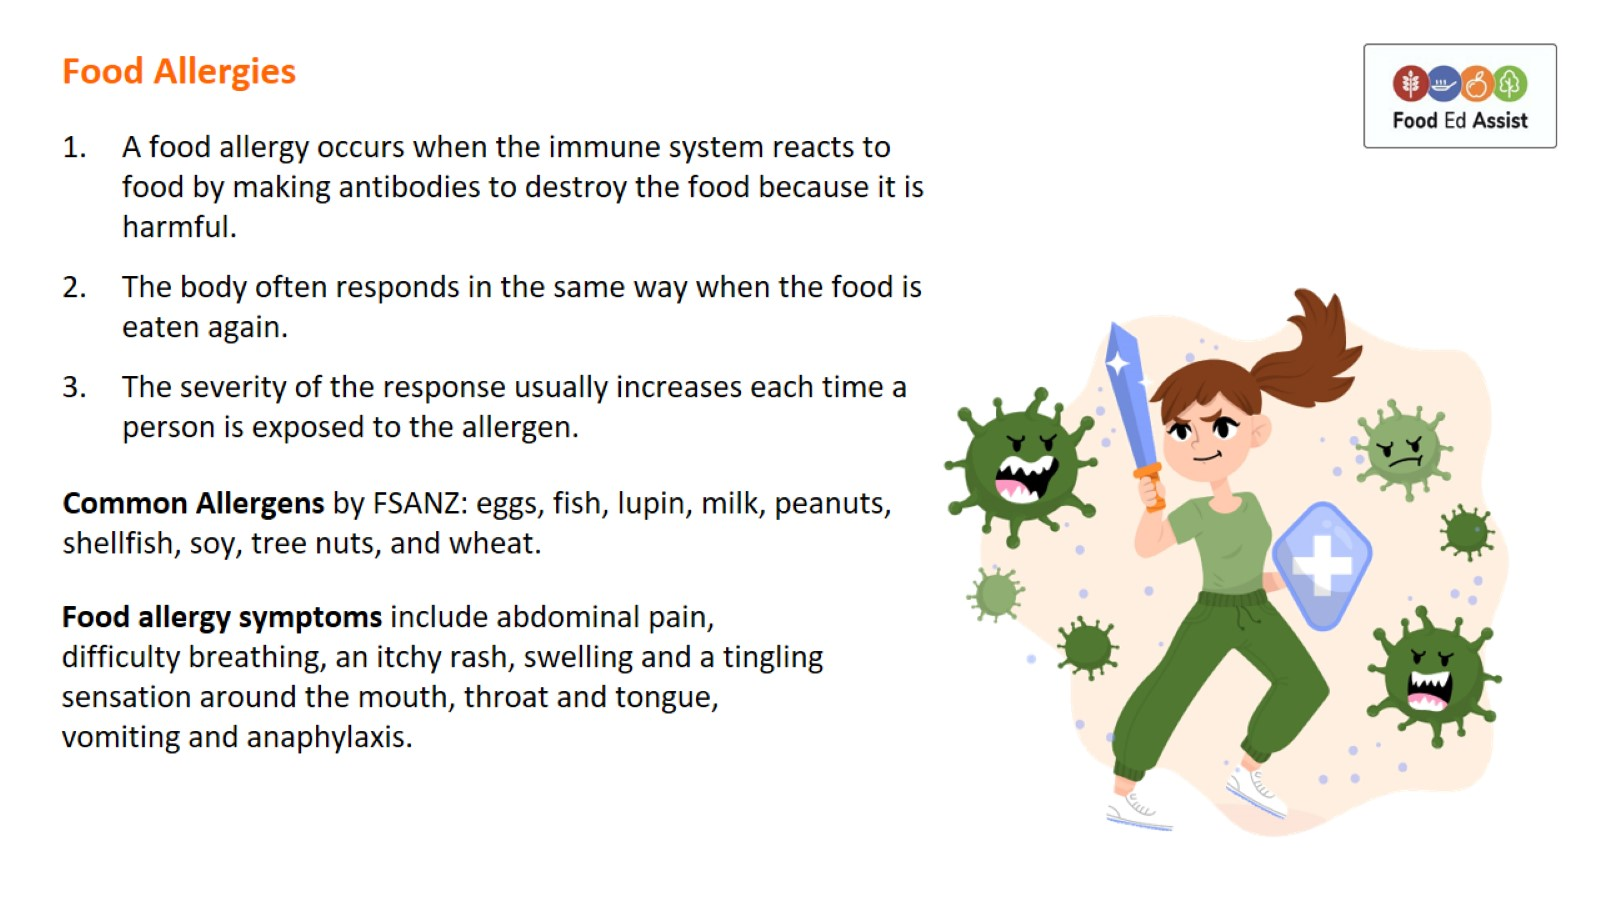 Food Allergies
Food Ed Assist
1. A food allergy occurs when the immune system reacts to
food by making antibodies to destroy the food because it is
harmful.
2. The body often responds in the same way when the food is
eaten again.
3. The severity of the response usually increases each time a
person is exposed to the allergen.
Common Allergens by FSANZ: eggs, fish, lupin, milk, peanuts,
shellfish, soy, tree nuts, and wheat.
Food allergy symptoms include abdominal pain,
difficulty breathing, an itchy rash, swelling and a tingling
sensation around the mouth, throat and tongue,
vomiting and anaphylaxis.